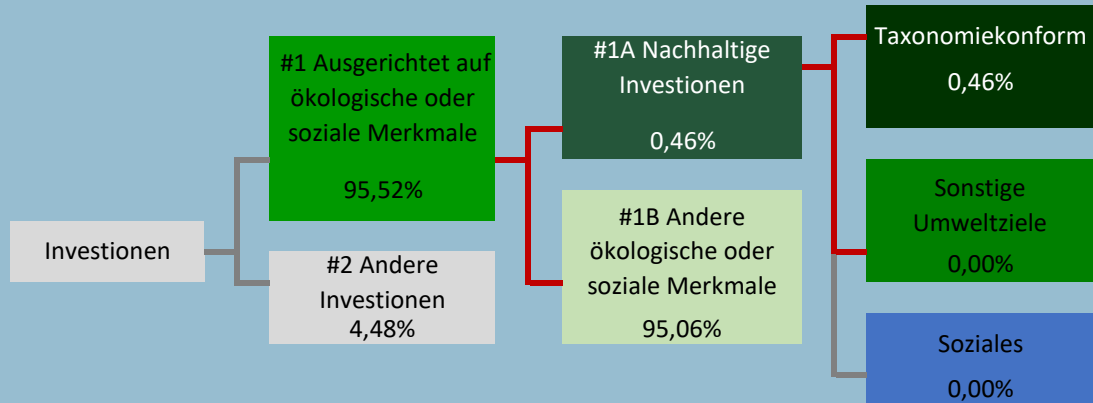 Investionen
#1 Ausgerichtet auf
ökologische oder
soziale Merkmale
95,52%
#2 Andere
Investionen
4,48%
#1A Nachhaltige
Investionen
0,46%
#1B Andere
ökologische oder
soziale Merkmale
95,06%
Taxonomiekonform
0,46%
Sonstige
Umweltziele
0,00%
Soziales
0,00%